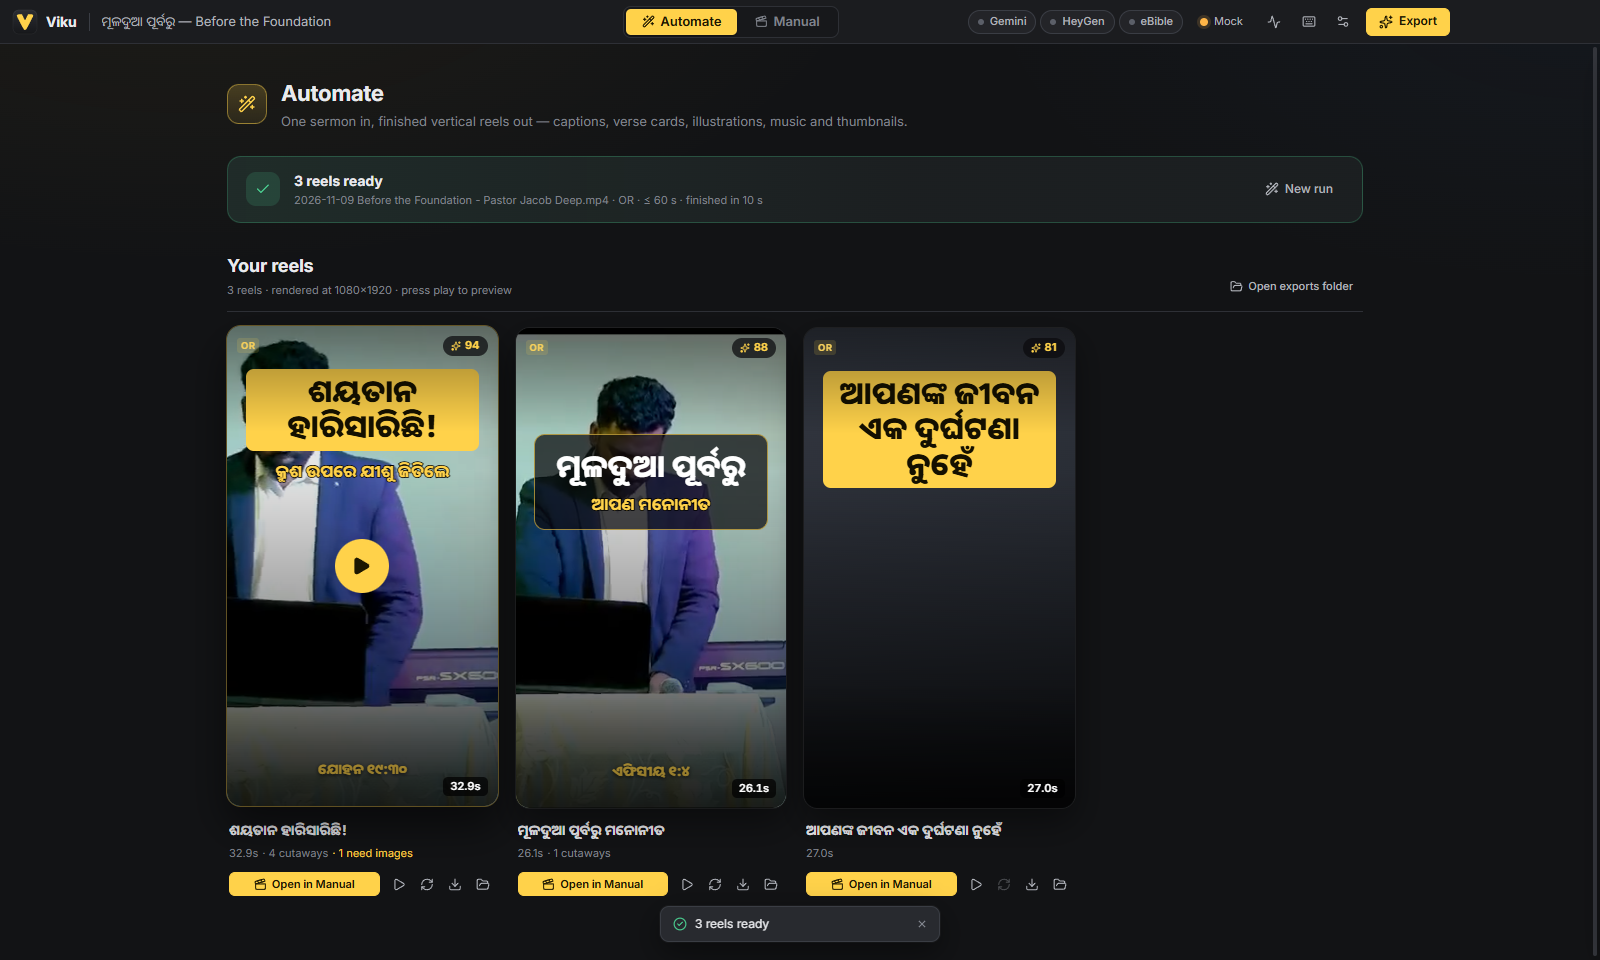 Viku
ମୂଳଦୁଆ ପୂର୍ବରୁ — Before the Foundation
Automate
Manual
Gemini
HeyGen
eBible
Mock
Export
Automate
One sermon in, finished vertical reels out — captions, verse cards, illustrations, music and thumbnails.
3 reels ready
2026-11-09 Before the Foundation - Pastor Jacob Deep.mp4 · OR · ≤ 60 s · finished in 10 s
New run
Your reels
3 reels · rendered at 1080×1920 · press play to preview
Open exports folder
OR
94
ଶୟତାନ
ହାରିସାରିଛି!
କ୍ରୁଶ ଉପରେ ଯୀଶୁ ଜିତିଲେ
PSR-SX600
ଯୋହନ ୧୯:୩୦
32.9s
OR
88
ମୂଳଦୁଆ ପୂର୍ବରୁ
ଆପଣ ମନୋନୀତ
PSR-SX600
ଏଫିସୀୟ ୧:୪
26.1s
OR
81
ଆପଣଙ୍କ ଜୀବନ
ଏକ ଦୁର୍ଘଟଣା
ନୁହେଁ
27.0s
ଶୟତାନ ହାରିସାରିଛି!
32.9s · 4 cutaways · 1 need images
Open in Manual
ମୂଳଦୁଆ ପୂର୍ବରୁ ମନୋନୀତ
26.1s · 1 cutaways
Open in Manual
ଆପଣଙ୍କ ଜୀବନ ଏକ ଦୁର୍ଘଟଣା ନୁହେଁ
27.0s
Open in Manual
3 reels ready